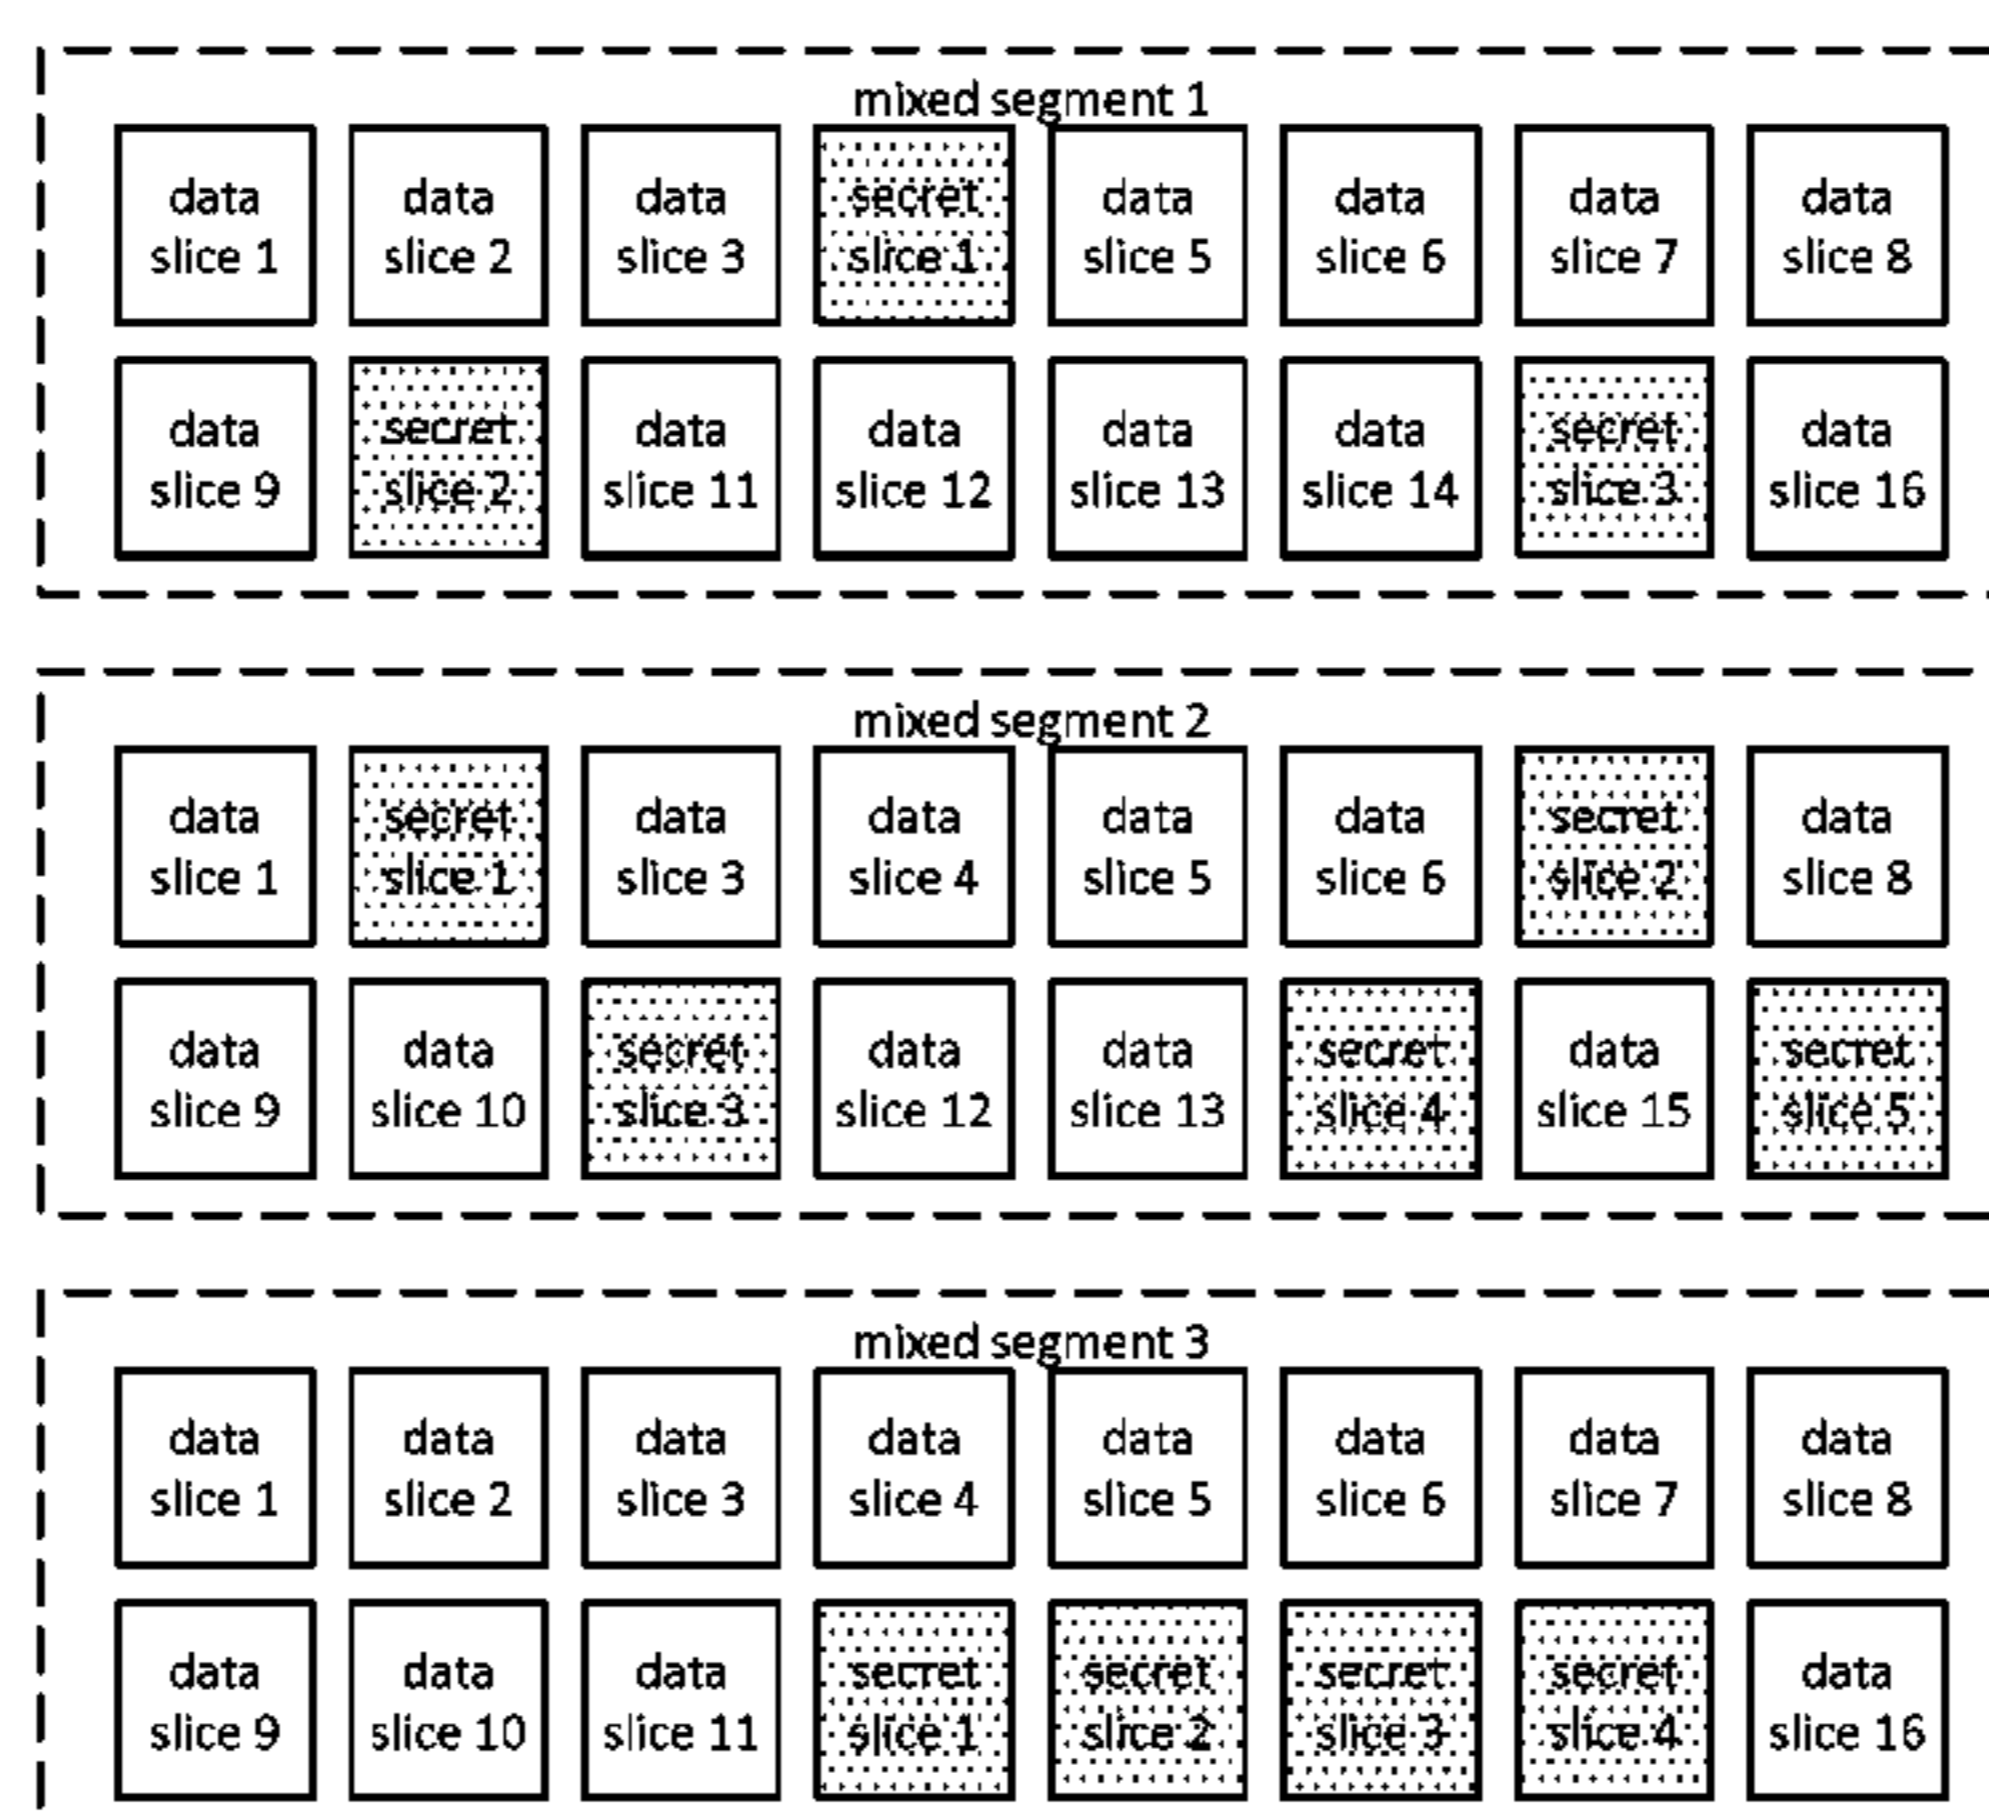 mixed segment 1
data data data secret data data data data
slice 1 slice 2 slice 3 slice 1 slice 5 slice 6 slice 7 slice 8
data secret data data data data secret data
slice 9 slice 2 slice 11 slice 12 slice 13 slice 14 slice 3 slice 16
mixed segment 2
data secret data data data data secret data
slice 1 slice 1 slice 3 slice 4 slice 5 slice 6 slice 2 slice 8
data data secret data data secret data secret
slice 9 slice 10 slice 3 slice 12 slice 13 slice 4 slice 15 slice 5
mixed segment 3
data data data data data data data data
slice 1 slice 2 slice 3 slice 4 slice 5 slice 6 slice 7 slice 8
data data data secret secret secret secret data
slice 9 slice 10 slice 11 slice 1 slice 2 slice 3 slice 4 slice 16